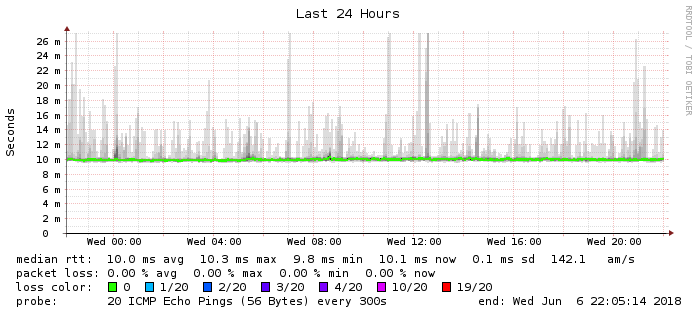 Last 24 Hours
RRDTOOL / TOBI OETIKER
Seconds
26 m
24 m
22 m
20 m
18 m
16 m
14 m
12 m
10 m
8 m
6 m
4 m
2 m
0
Wed 00:00 Wed 04:00 Wed 08:00 Wed 12:00 Wed 16:00 Wed 20:00
median rtt: 10.0 ms avg 10.3 ms max 9.8 ms min 10.1 ms now 0.1 ms sd 142.1 am/s
packet loss: 0.00 % avg 0.00 % max 0.00 % min 0.00 % now
loss color: 0 1/20 2/20 3/20 4/20 10/20 19/20
probe: 20 ICMP Echo Pings (56 Bytes) every 300s end: Wed Jun 6 22:05:14 2018